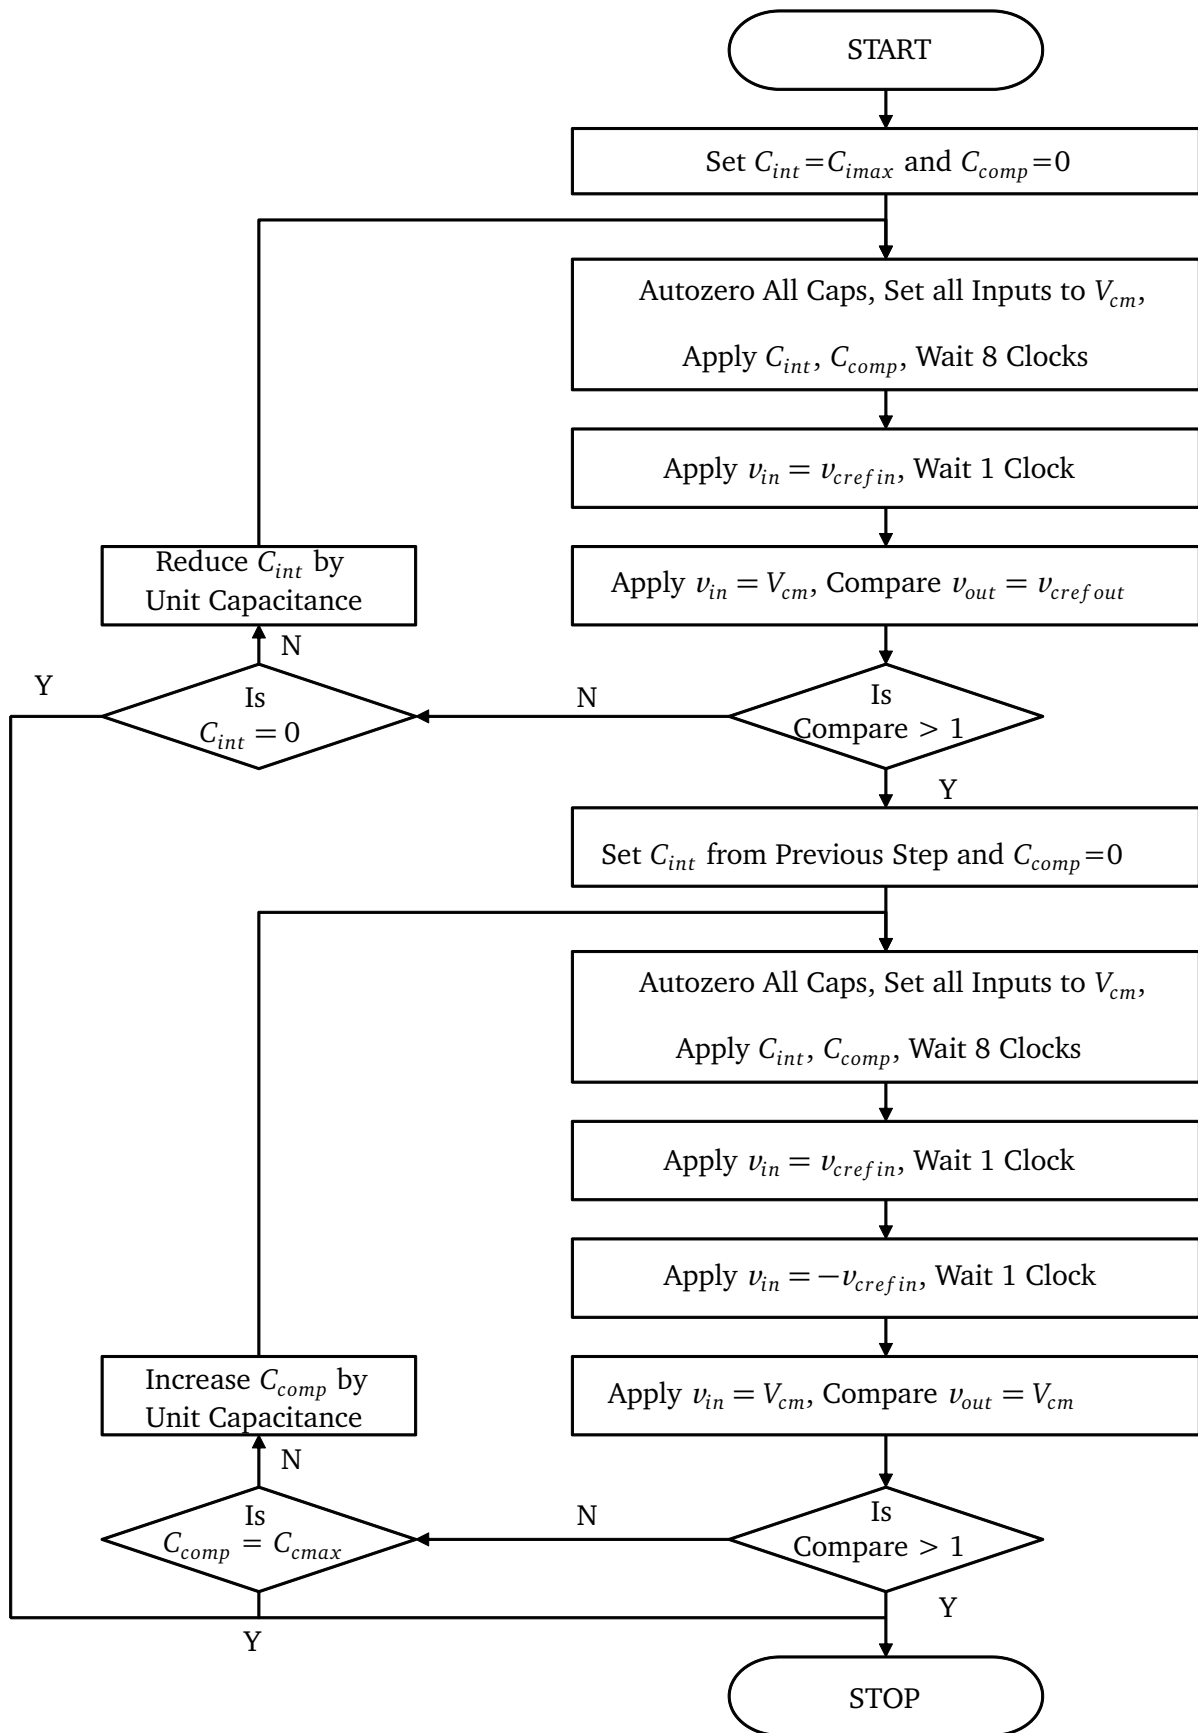 START
Set C_int=C_imax and C_comp=0
Autozero All Caps, Set all Inputs to V_cm,
Apply C_int, C_comp, Wait 8 Clocks
Apply v_in = v_crefin, Wait 1 Clock
Reduce C_int by
Unit Capacitance
Apply v_in = V_cm, Compare v_out = v_crefout
N
Y
Is
C_int = 0
N
Is
Compare > 1
Y
Set C_int from Previous Step and C_comp=0
Autozero All Caps, Set all Inputs to V_cm,
Apply C_int, C_comp, Wait 8 Clocks
Apply v_in = v_crefin, Wait 1 Clock
Apply v_in = −v_crefin, Wait 1 Clock
Increase C_comp by
Unit Capacitance
Apply v_in = V_cm, Compare v_out = V_cm
N
Is
C_comp = C_cmax
N
Is
Compare > 1
Y
Y
STOP